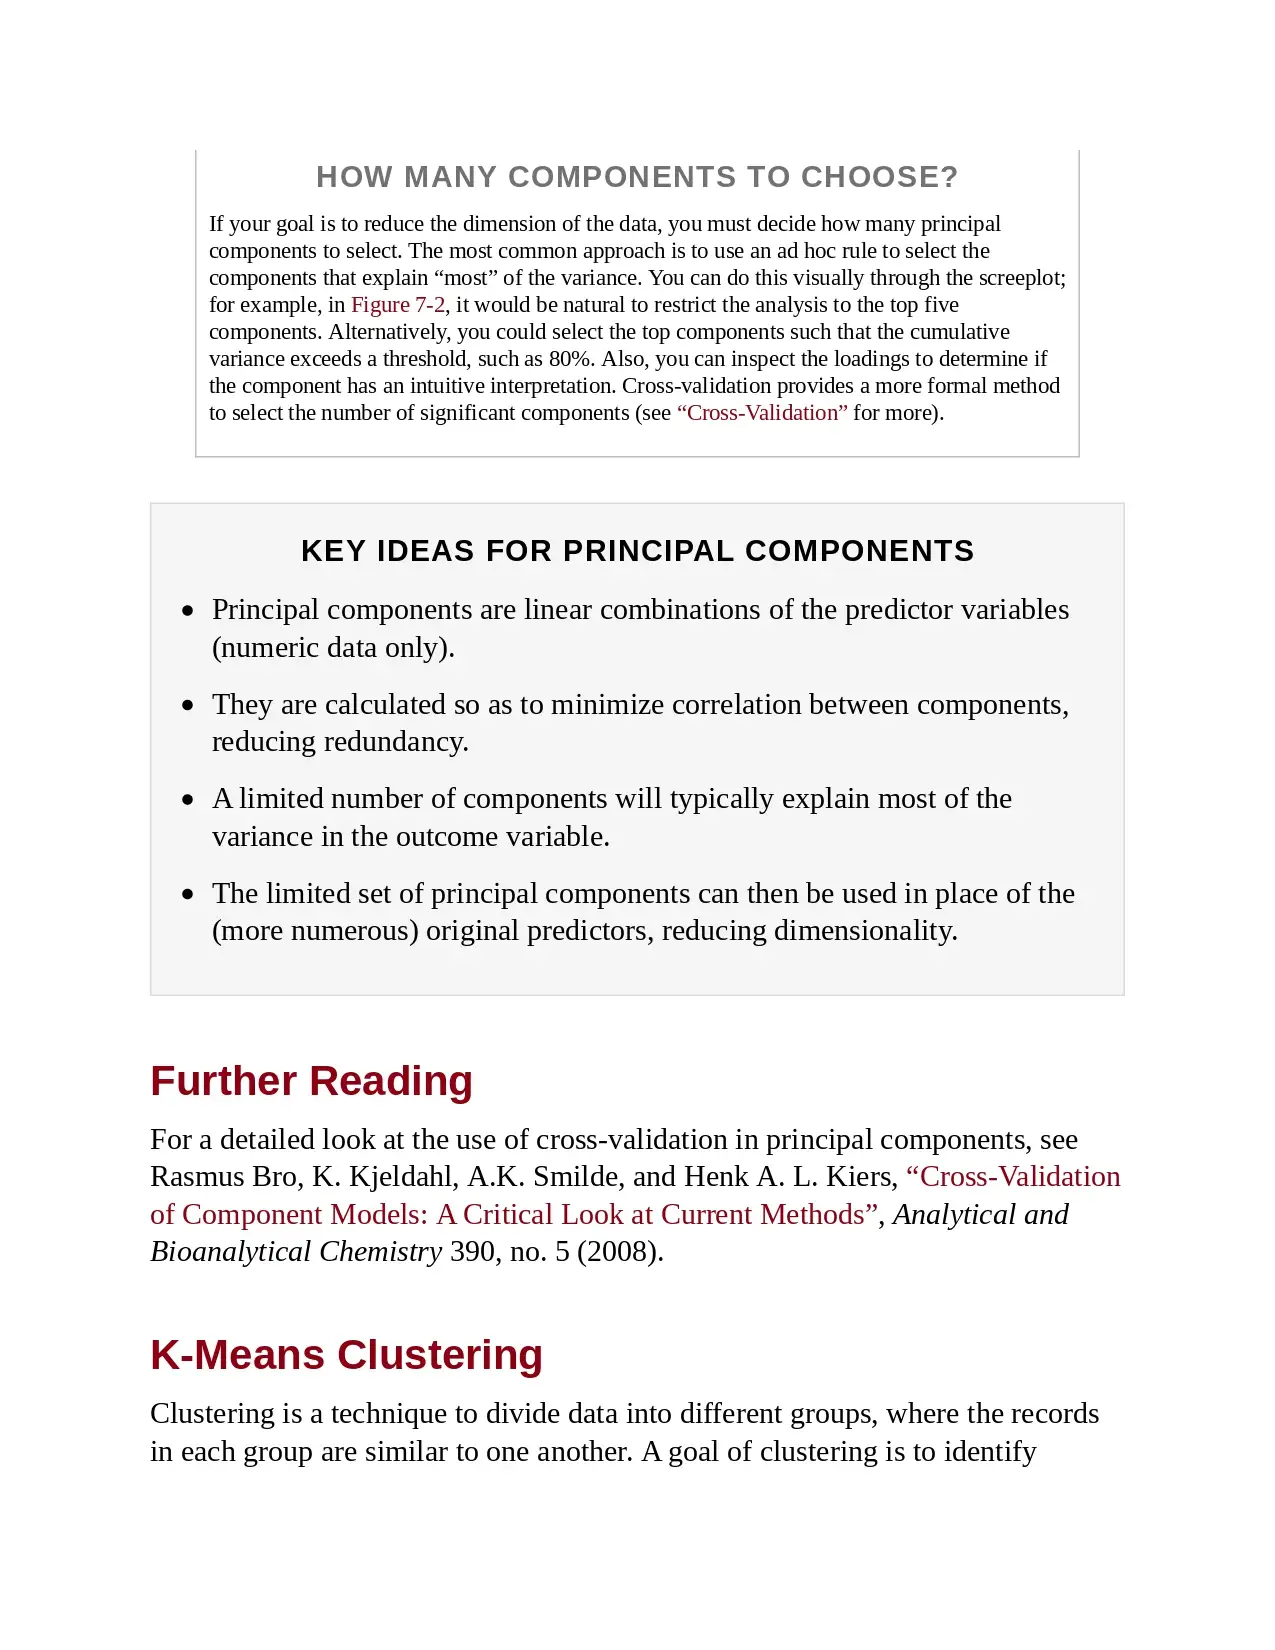 HOW MANY COMPONENTS TO CHOOSE?
If your goal is to reduce the dimension of the data, you must decide how many principal
components to select. The most common approach is to use an ad hoc rule to select the
components that explain “most” of the variance. You can do this visually through the screeplot;
for example, in Figure 7-2, it would be natural to restrict the analysis to the top five
components. Alternatively, you could select the top components such that the cumulative
variance exceeds a threshold, such as 80%. Also, you can inspect the loadings to determine if
the component has an intuitive interpretation. Cross-validation provides a more formal method
to select the number of significant components (see “Cross-Validation” for more).
KEY IDEAS FOR PRINCIPAL COMPONENTS
• Principal components are linear combinations of the predictor variables
(numeric data only).
• They are calculated so as to minimize correlation between components,
reducing redundancy.
• A limited number of components will typically explain most of the
variance in the outcome variable.
• The limited set of principal components can then be used in place of the
(more numerous) original predictors, reducing dimensionality.
Further Reading
For a detailed look at the use of cross-validation in principal components, see
Rasmus Bro, K. Kjeldahl, A.K. Smilde, and Henk A. L. Kiers, “Cross-Validation
of Component Models: A Critical Look at Current Methods”, Analytical and
Bioanalytical Chemistry 390, no. 5 (2008).
K-Means Clustering
Clustering is a technique to divide data into different groups, where the records
in each group are similar to one another. A goal of clustering is to identify